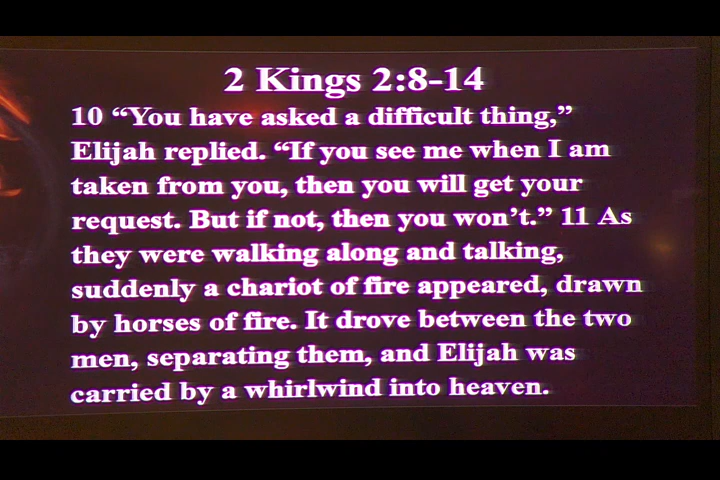 2 Kings 2:8-14
10 “You have asked a difficult thing,”
Elijah replied. “If you see me when I am
taken from you, then you will get your
request. But if not, then you won’t.” 11 As
they were walking along and talking,
suddenly a chariot of fire appeared, drawn
by horses of fire. It drove between the two
men, separating them, and Elijah was
carried by a whirlwind into heaven.